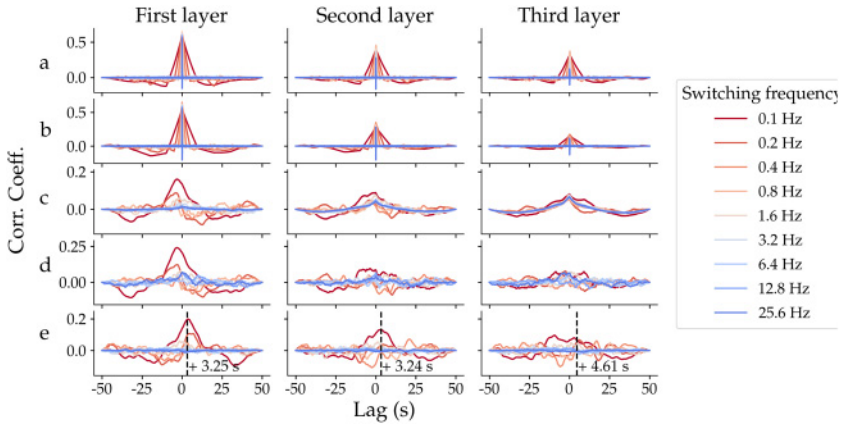 First layer Second layer Third layer
a 0.5 0.0
b 0.5 0.0
c 0.2 0.0
d 0.25 0.00
e 0.2 0.0
+ 3.25 s + 3.24 s + 4.61 s
-50 -25 0 25 50 -50 -25 0 25 50 -50 -25 0 25 50
Lag (s)
Corr. Coeff.
Switching frequency
0.1 Hz
0.2 Hz
0.4 Hz
0.8 Hz
1.6 Hz
3.2 Hz
6.4 Hz
12.8 Hz
25.6 Hz